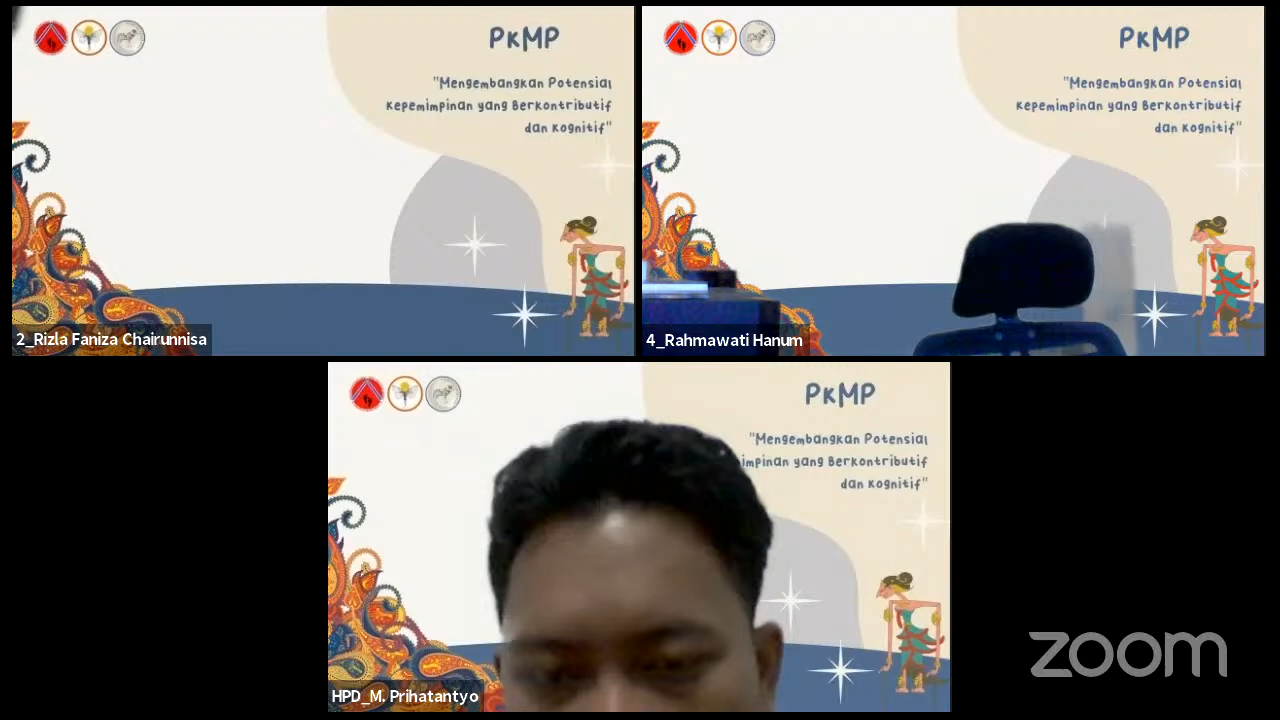 PKMP
"Mengembangkan Potensial
Kepemimpinan yang Berkontributif
dan Kognitif"
2_Rizla Faniza Chairunnisa
PKMP
"Mengembangkan Potensial
Kepemimpinan yang Berkontributif
dan Kognitif"
4_Rahmawati Hanum
PKMP
"Mengembangkan Potensial
impinan yang Berkontributif
dan Kognitif"
HPD_M. Prihatantyo
zoom